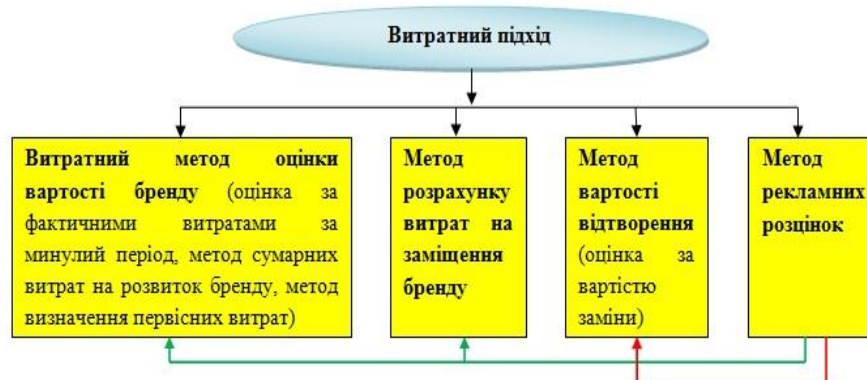 Витратний підхід
Витратний метод оцінки
вартості бренду (оцінка за
фактичними витратами за
минулий період, метод сумарних
витрат на розвиток бренду, метод
визначення первісних витрат)
Метод
розрахунку
витрат на
заміщення
бренду
Метод
вартості
відтворення
(оцінка за
вартістю
заміни)
Метод
рекламних
розцінок